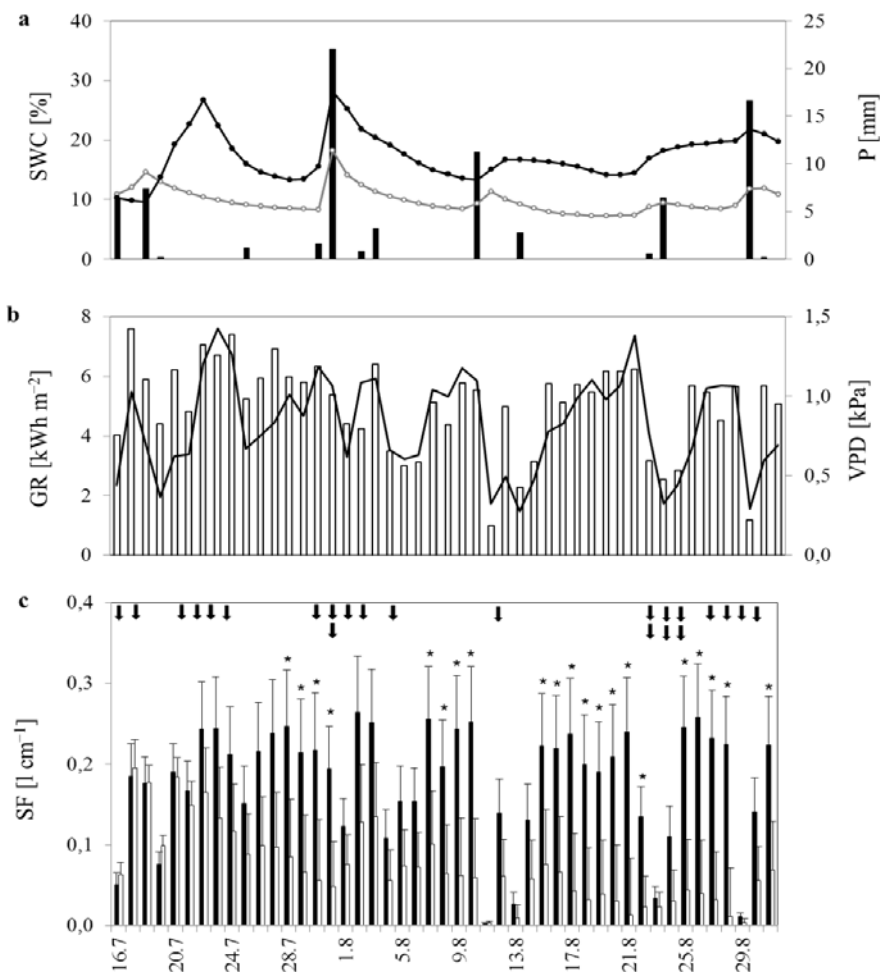 a
40
30
20
10
0
SWC [%]
25
20
15
10
5
0
P [mm]
b
8
6
4
2
0
GR [kWh m⁻²]
1,5
1,0
0,5
0,0
VPD [kPa]
c
0,4
0,3
0,2
0,1
0,0
SF [l cm⁻¹]
* * * * * * * * * * * * * * * * * * * * * *
16.7 20.7 24.7 28.7 1.8 5.8 9.8 13.8 17.8 21.8 25.8 29.8